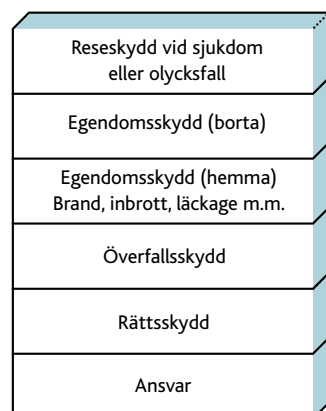 Reseskydd vid sjukdom
eller olycksfall
Egendomsskydd (borta)
Egendomsskydd (hemma)
Brand, inbrott, läckage m.m.
Överfallsskydd
Rättsskydd
Ansvar